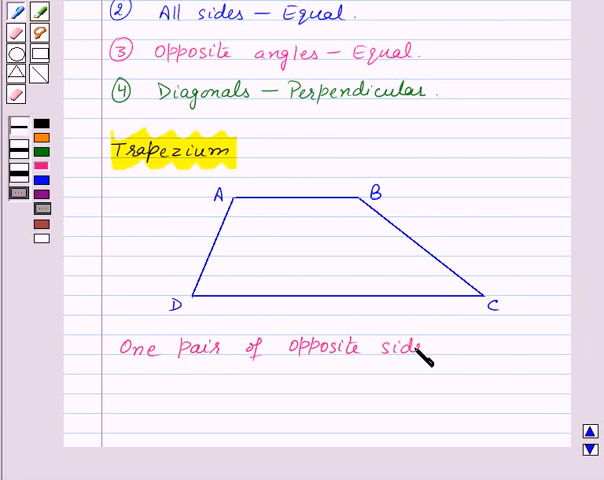 ② All sides — Equal.
③ Opposite angles — Equal.
④ Diagonals — Perpendicular.
Trapezium
A B
D C
One pair of opposite side